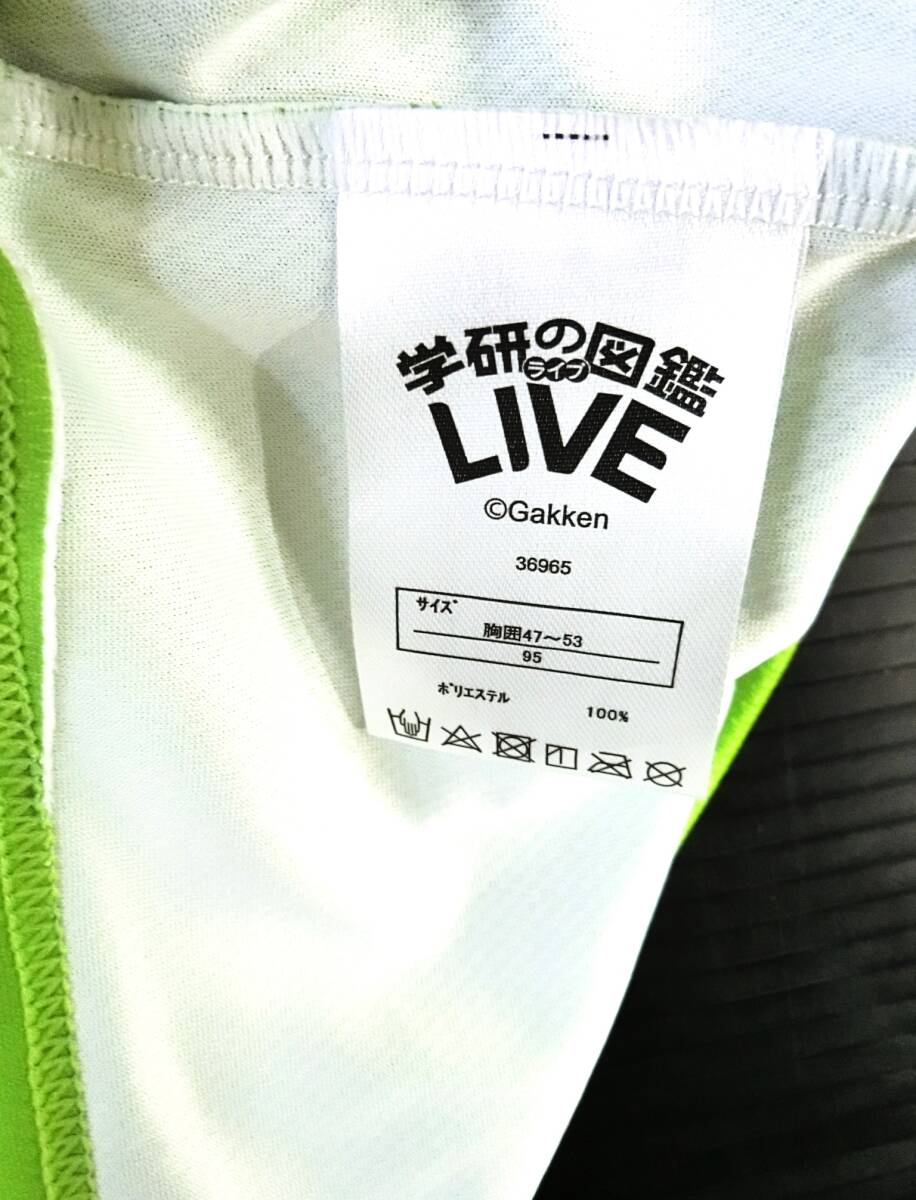 学研の図鑑
ライブ
LIVE
©Gakken
36965
サイズ
胸囲47～53
95
ポリエステル 100%